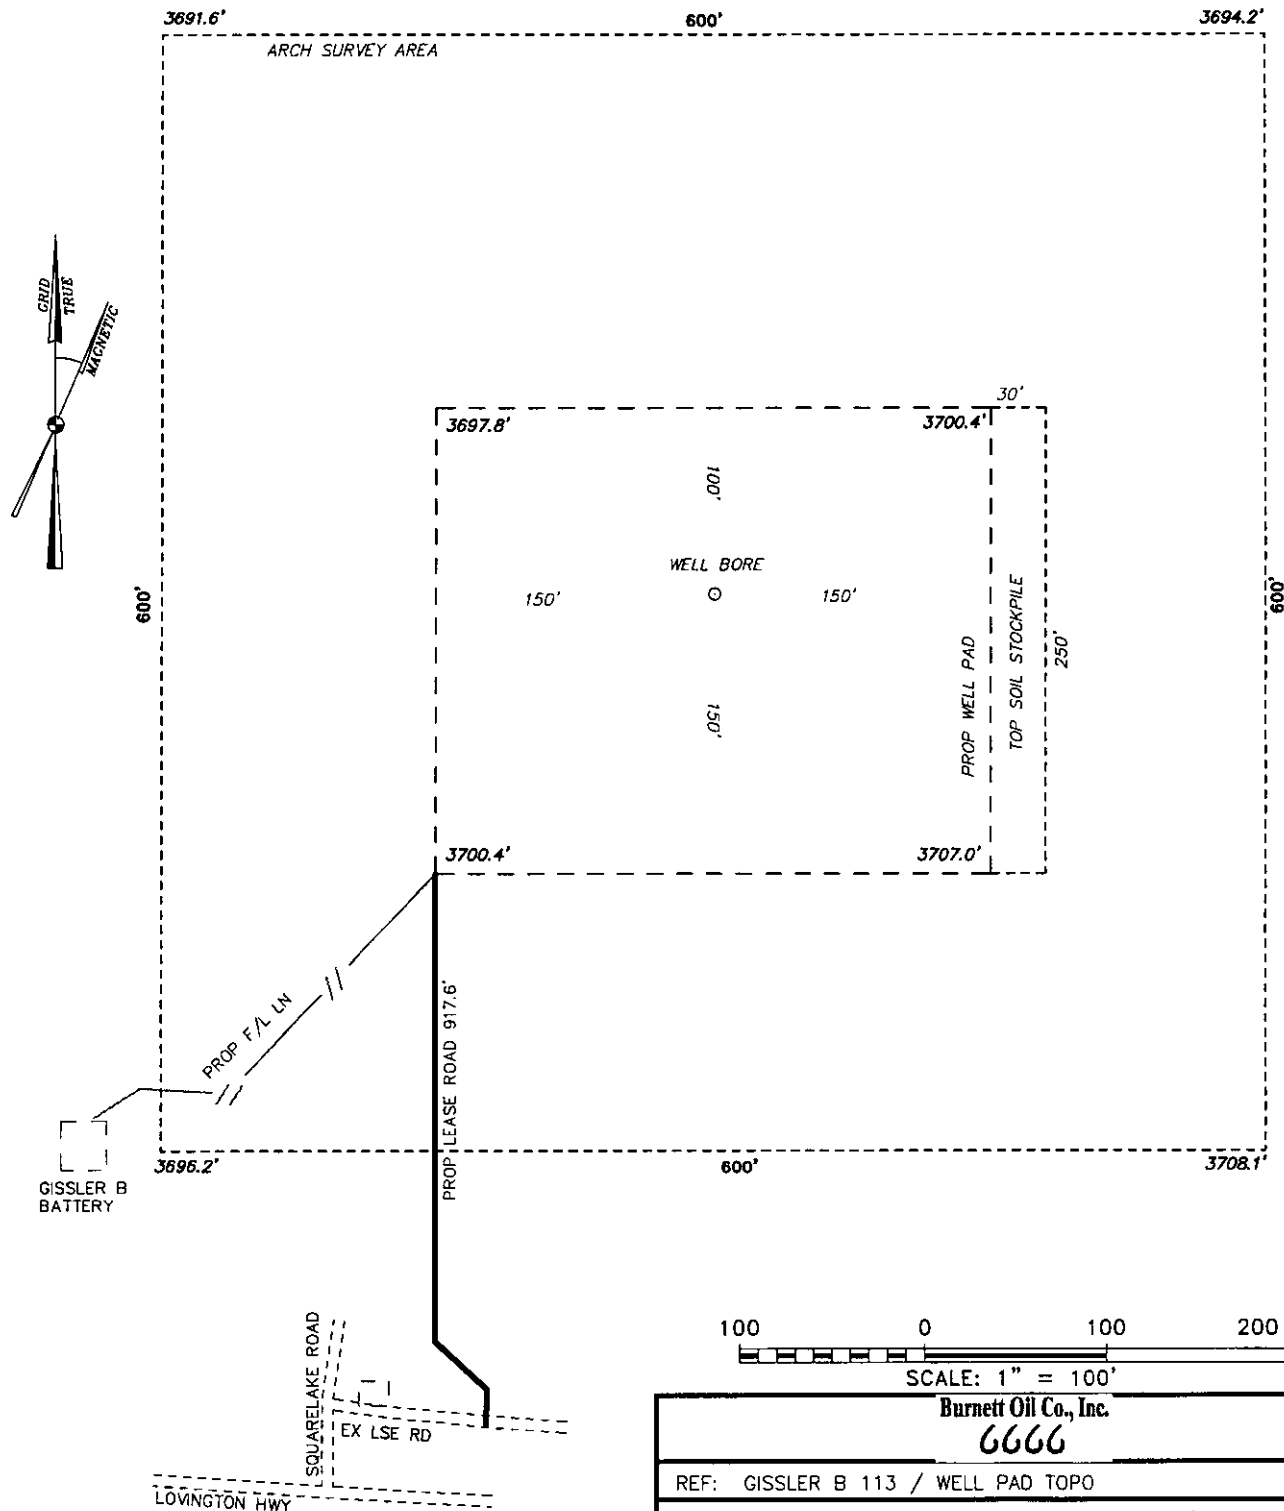 3691.6'
600'
3694.2'
ARCH SURVEY AREA
GRID
TRUE
MAGNETIC
30'
3697.8'
3700.4'
100'
WELL BORE
150'
150'
600'
600'
PROP WELL PAD
TOP SOIL STOCKPILE
250'
150'
3700.4'
3707.0'
PROP F/L LN
PROP LEASE ROAD 917.6'
3696.2'
600'
3708.1'
GISSLER B
BATTERY
SQUARELAKE ROAD
EX LSE RD
LOVINGTON HWY
100 0 100 200
SCALE: 1" = 100'
Burnett Oil Co., Inc.
6666
REF: GISSLER B 113 / WELL PAD TOPO